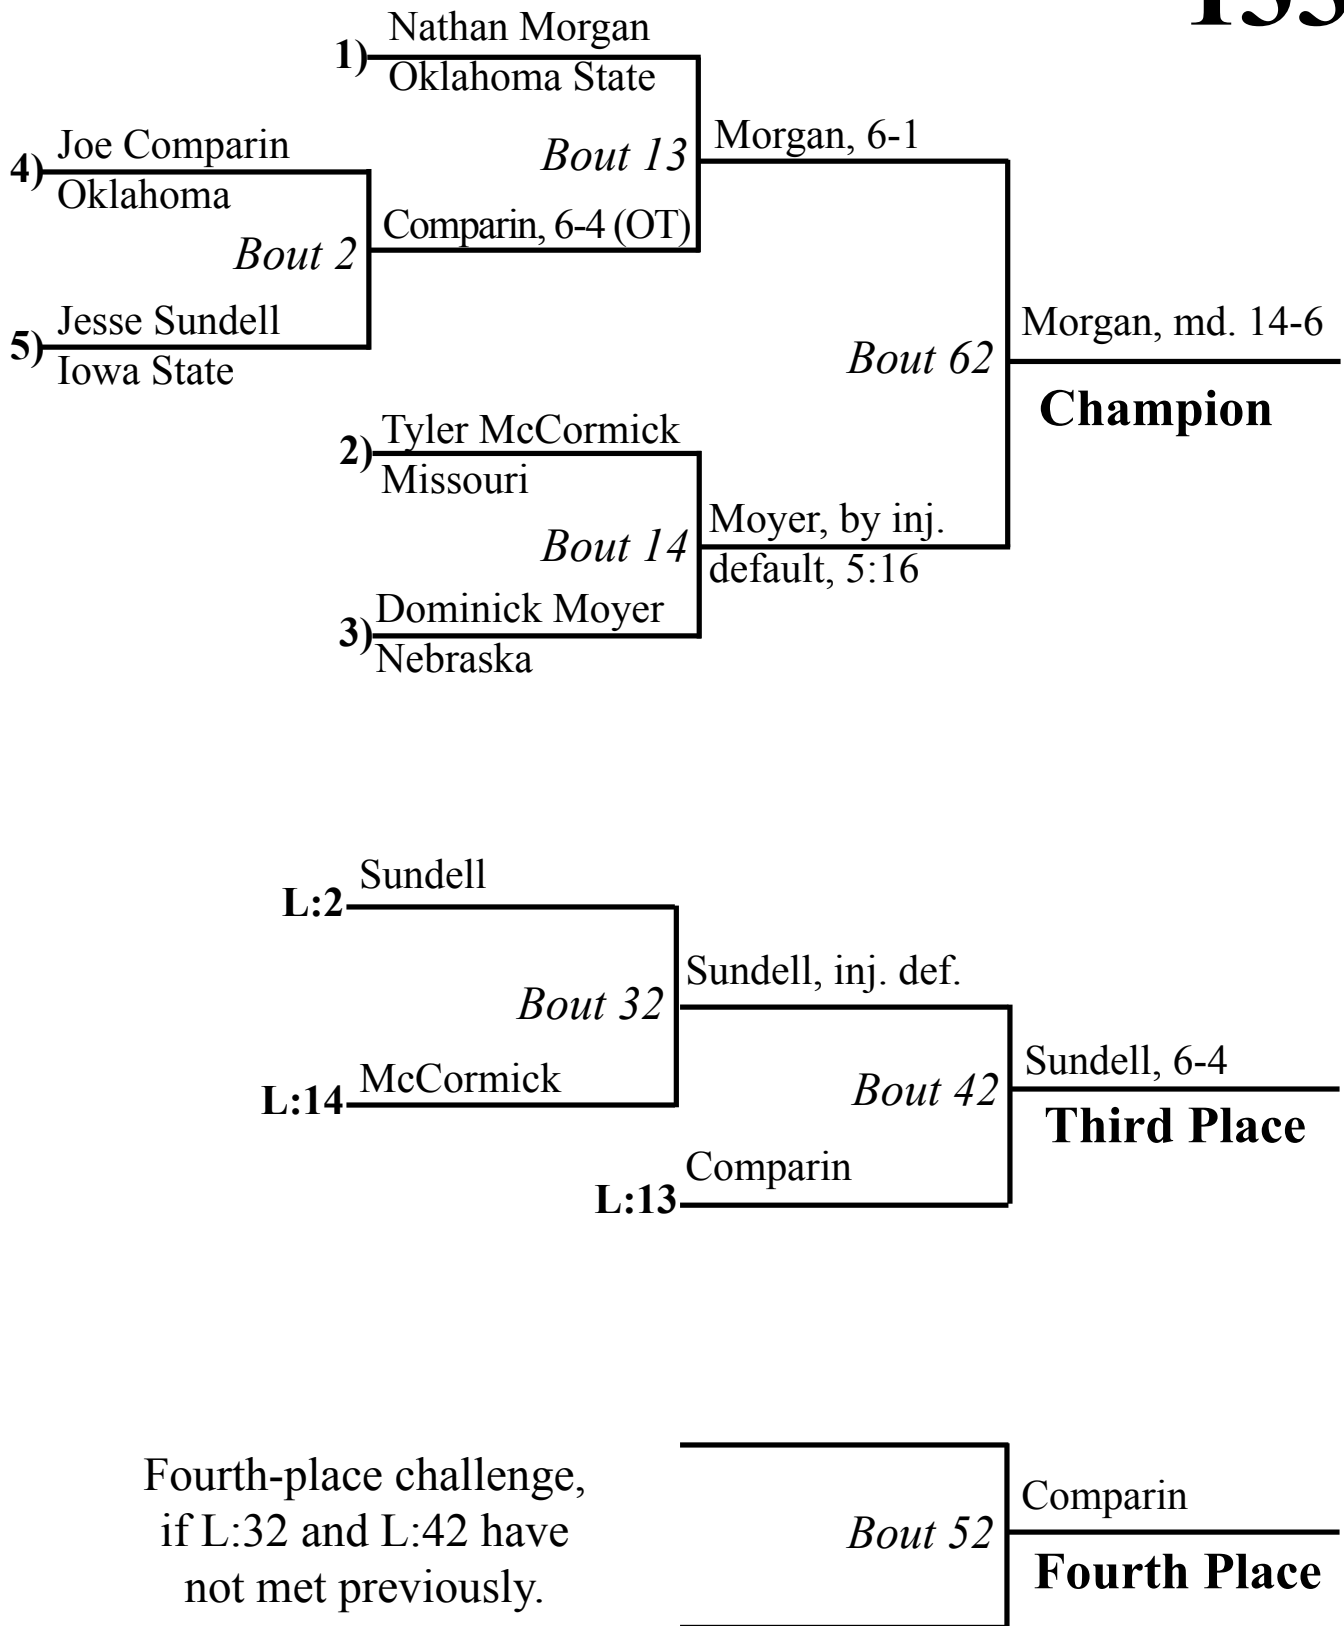 1)
Nathan Morgan
Oklahoma State
4)
Joe Comparin
Oklahoma
Bout 13
Morgan, 6-1
Bout 2
Comparin, 6-4 (OT)
5)
Jesse Sundell
Iowa State
Bout 62
Morgan, md. 14-6
Champion
2)
Tyler McCormick
Missouri
Bout 14
Moyer, by inj.
default, 5:16
3)
Dominick Moyer
Nebraska
L:2
Sundell
Bout 32
Sundell, inj. def.
L:14
McCormick
Bout 42
Sundell, 6-4
Third Place
L:13
Comparin
Fourth-place challenge,
if L:32 and L:42 have
not met previously.
Bout 52
Comparin
Fourth Place